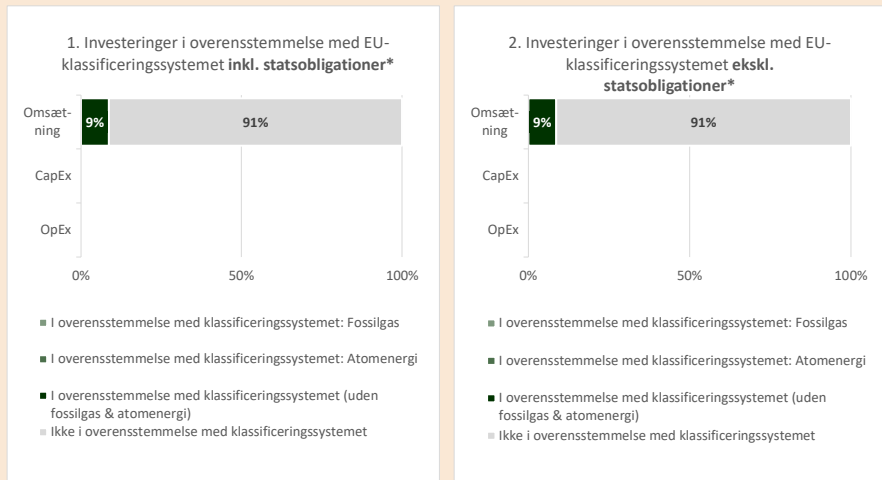 1. Investeringer i overensstemmelse med EU-
klassificeringssystemet inkl. statsobligationer*
Omsæt-
ning
9%
91%
CapEx
OpEx
0%
50%
100%
I overensstemmelse med klassificeringssystemet: Fossilgas
I overensstemmelse med klassificeringssystemet: Atomenergi
I overensstemmelse med klassificeringssystemet (uden
fossilgas & atomenergi)
Ikke i overensstemmelse med klassificeringssystemet
2. Investeringer i overensstemmelse med EU-
klassificeringssystemet ekskl.
statsobligationer*
Omsæt-
ning
9%
91%
CapEx
OpEx
0%
50%
100%
I overensstemmelse med klassificeringssystemet: Fossilgas
I overensstemmelse med klassificeringssystemet: Atomenergi
I overensstemmelse med klassificeringssystemet (uden
fossilgas & atomenergi)
Ikke i overensstemmelse med klassificeringssystemet